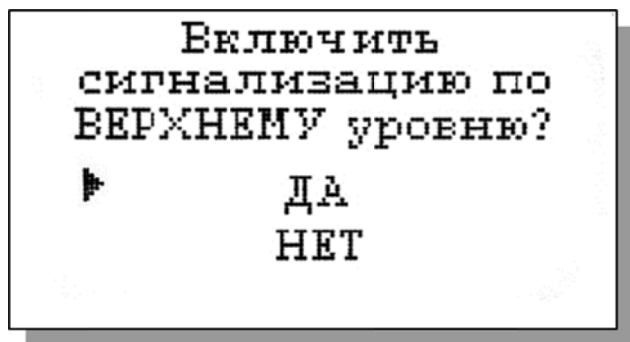 Включить
сигнализацию по
ВЕРХНЕМУ уровню?
ДА
НЕТ